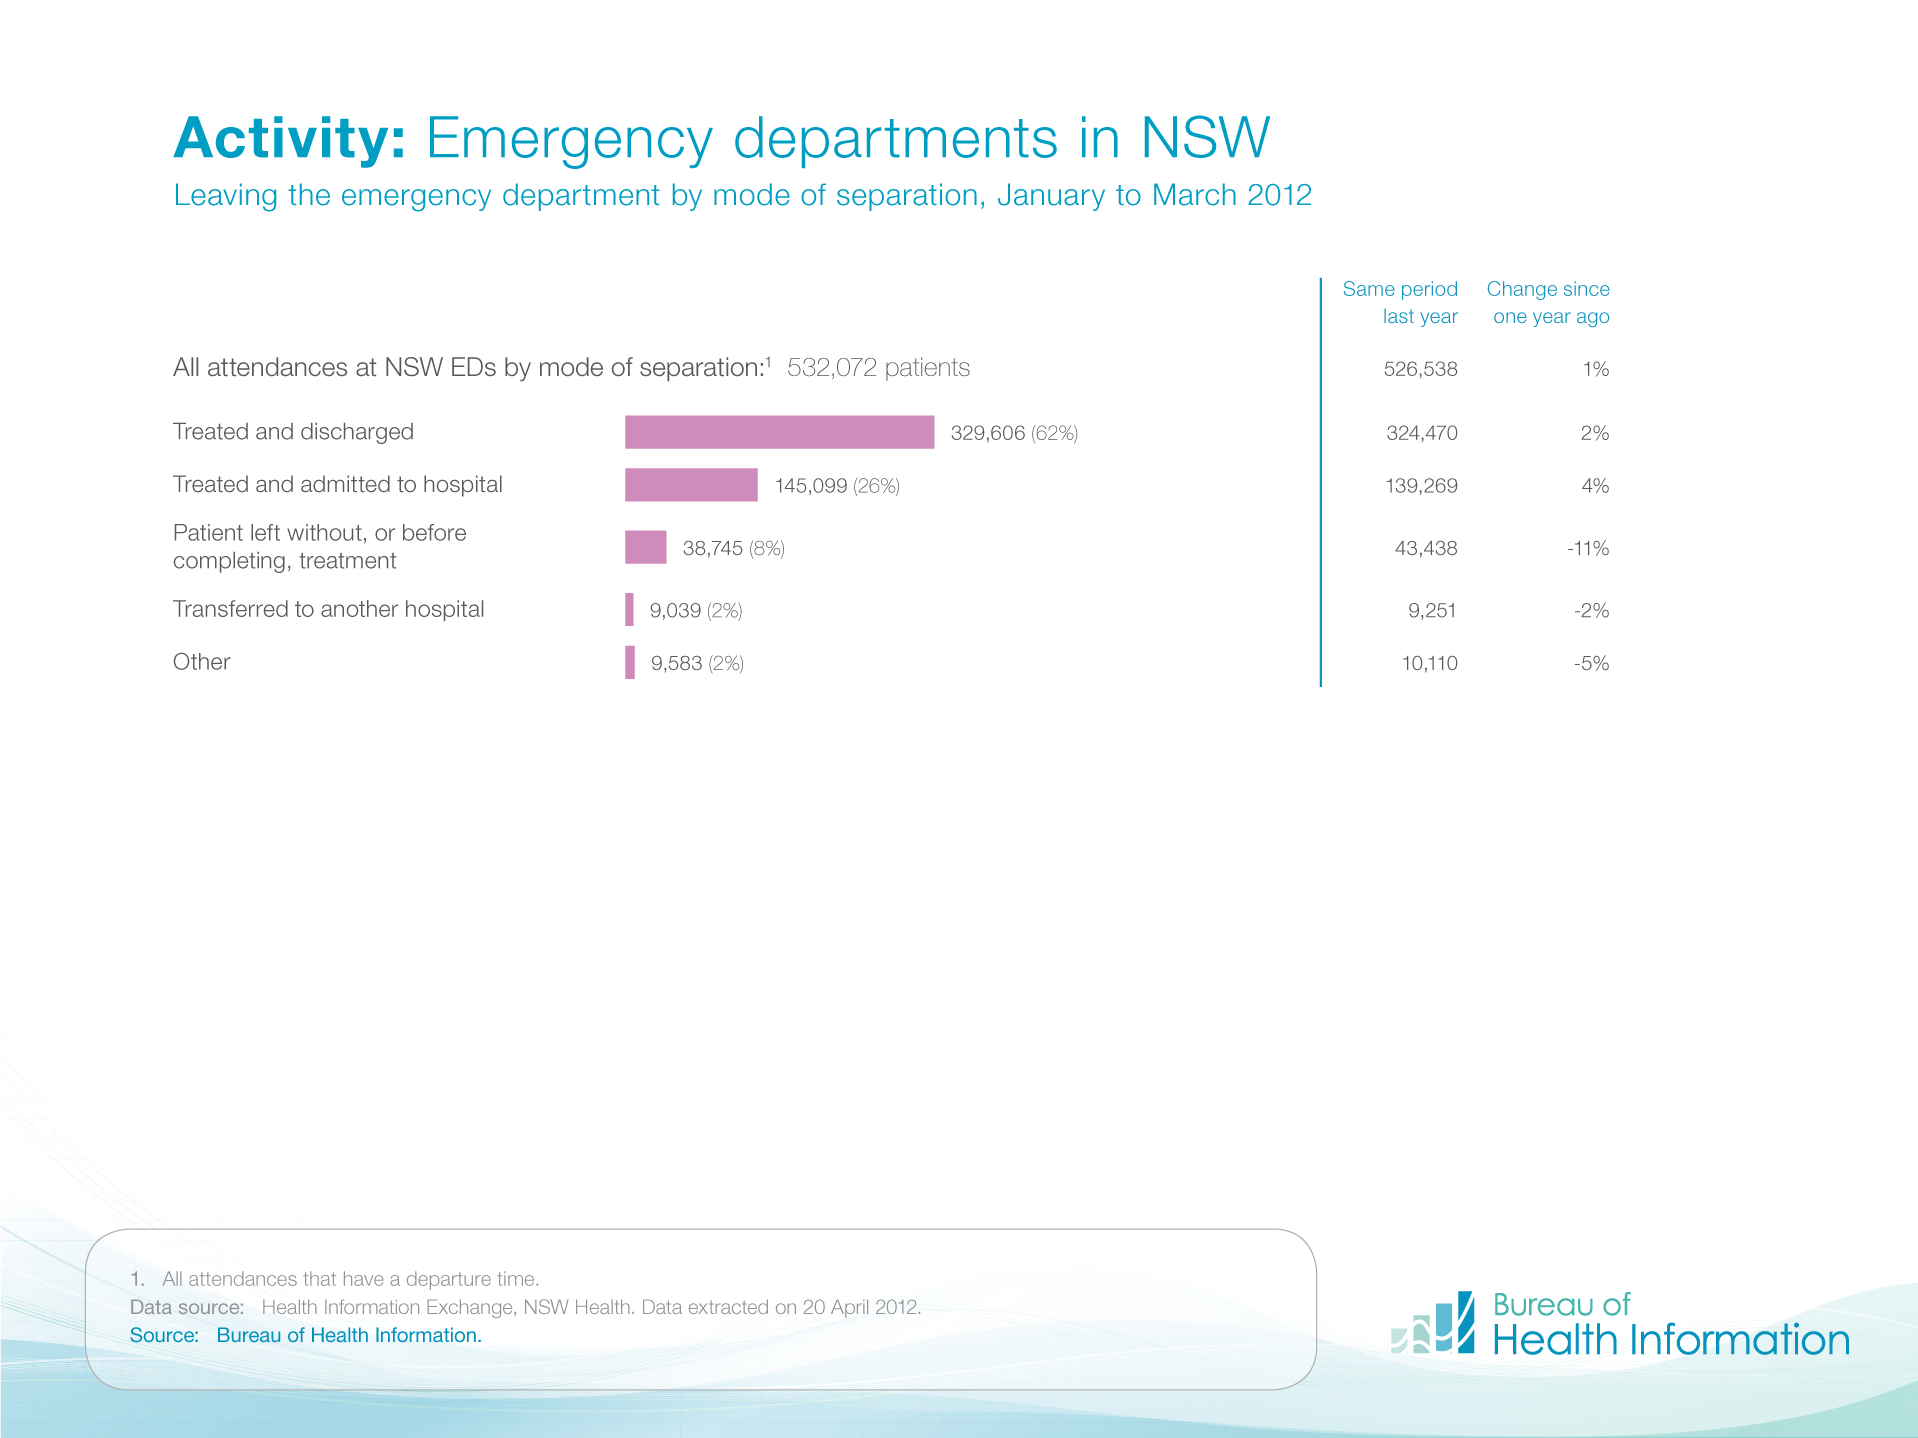 Activity: Emergency departments in NSW
Leaving the emergency department by mode of separation, January to March 2012
Same period last year
Change since one year ago
All attendances at NSW EDs by mode of separation:1 532,072 patients 526,538 1%
Treated and discharged 329,606 (62%) 324,470 2%
Treated and admitted to hospital 145,099 (26%) 139,269 4%
Patient left without, or before
completing, treatment 38,745 (8%) 43,438 -11%
Transferred to another hospital 9,039 (2%) 9,251 -2%
Other 9,583 (2%) 10,110 -5%
1. All attendances that have a departure time.
Data source: Health Information Exchange, NSW Health. Data extracted on 20 April 2012.
Source: Bureau of Health Information.
Bureau of
Health Information